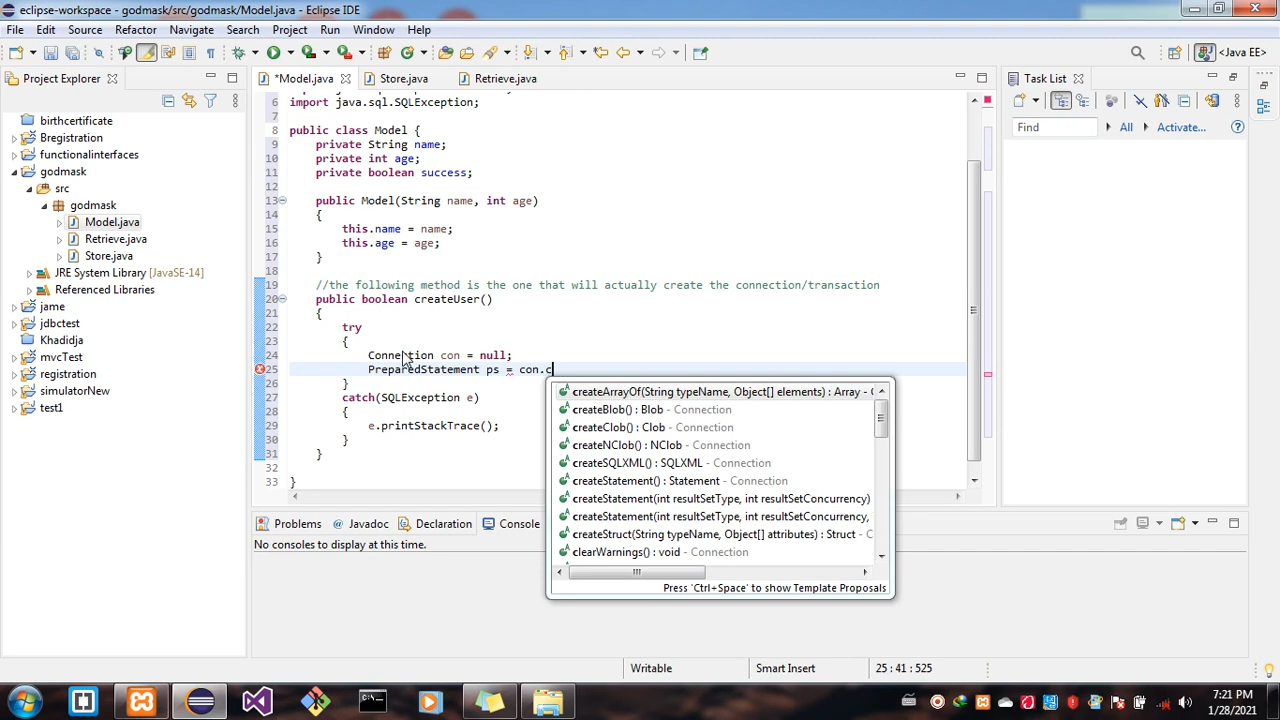 eclipse-workspace - godmask/src/godmask/Model.java - Eclipse IDE
File Edit Source Refactor Navigate Search Project Run Window Help
<Java EE>
Project Explorer
*Model.java Store.java Retrieve.java
Task List
Find All Activate...
birthcertificate
Bregistration
functionalinterfaces
godmask
src
godmask
Model.java
Retrieve.java
Store.java
JRE System Library [JavaSE-14]
Referenced Libraries
jame
jdbctest
Khadidja
mvcTest
registration
simulatorNew
test1
6 import java.sql.SQLException;
7
8 public class Model {
9 private String name;
10 private int age;
11 private boolean success;
12
13 public Model(String name, int age)
14 {
15 this.name = name;
16 this.age = age;
17 }
18
19 //the following method is the one that will actually create the connection/transaction
20 public boolean createUser()
21 {
22 try
23 {
24 Connection con = null;
25 PreparedStatement ps = con.c
26 }
27 catch(SQLException e)
28 {
29 e.printStackTrace();
30 }
31 }
32
33 }
createArrayOf(String typeName, Object[] elements) : Array - C
createBlob() : Blob - Connection
createClob() : Clob - Connection
createNClob() : NClob - Connection
createSQLXML() : SQLXML - Connection
createStatement() : Statement - Connection
createStatement(int resultSetType, int resultSetConcurrency)
createStatement(int resultSetType, int resultSetConcurrency,
createStruct(String typeName, Object[] attributes) : Struct - C
clearWarnings() : void - Connection
Press 'Ctrl+Space' to show Template Proposals
Problems Javadoc Declaration Console
No consoles to display at this time.
Writable Smart Insert 25 : 41 : 525
7:21 PM
1/28/2021